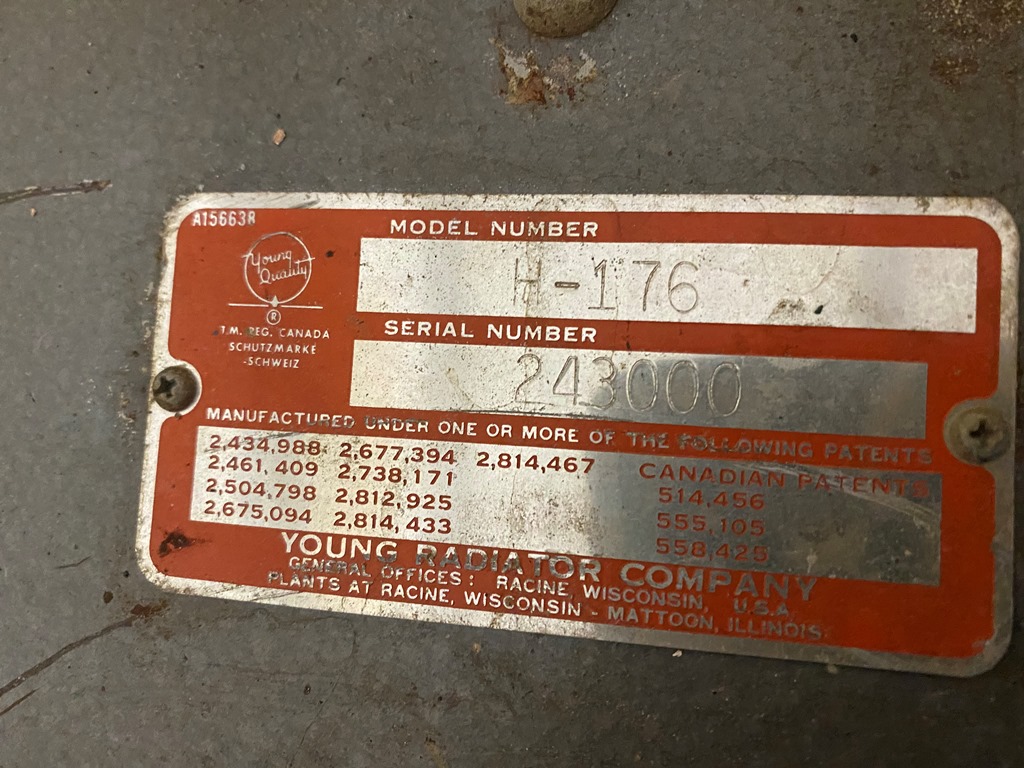 A156638
Young
Quality
®
T.M. REG. CANADA
SCHUTZMARKE
-SCHWEIZ
MODEL NUMBER
H-176
SERIAL NUMBER
243000
MANUFACTURED UNDER ONE OR MORE OF THE FOLLOWING PATENTS
2,434,988 2,677,394 2,814,467 CANADIAN PATENTS
2,461,409 2,738,171 514,456
2,504,798 2,812,925 555,105
2,675,094 2,814,433 558,425
YOUNG RADIATOR COMPANY
GENERAL OFFICES: RACINE, WISCONSIN, U.S.A.
PLANTS AT RACINE, WISCONSIN - MATTOON, ILLINOIS